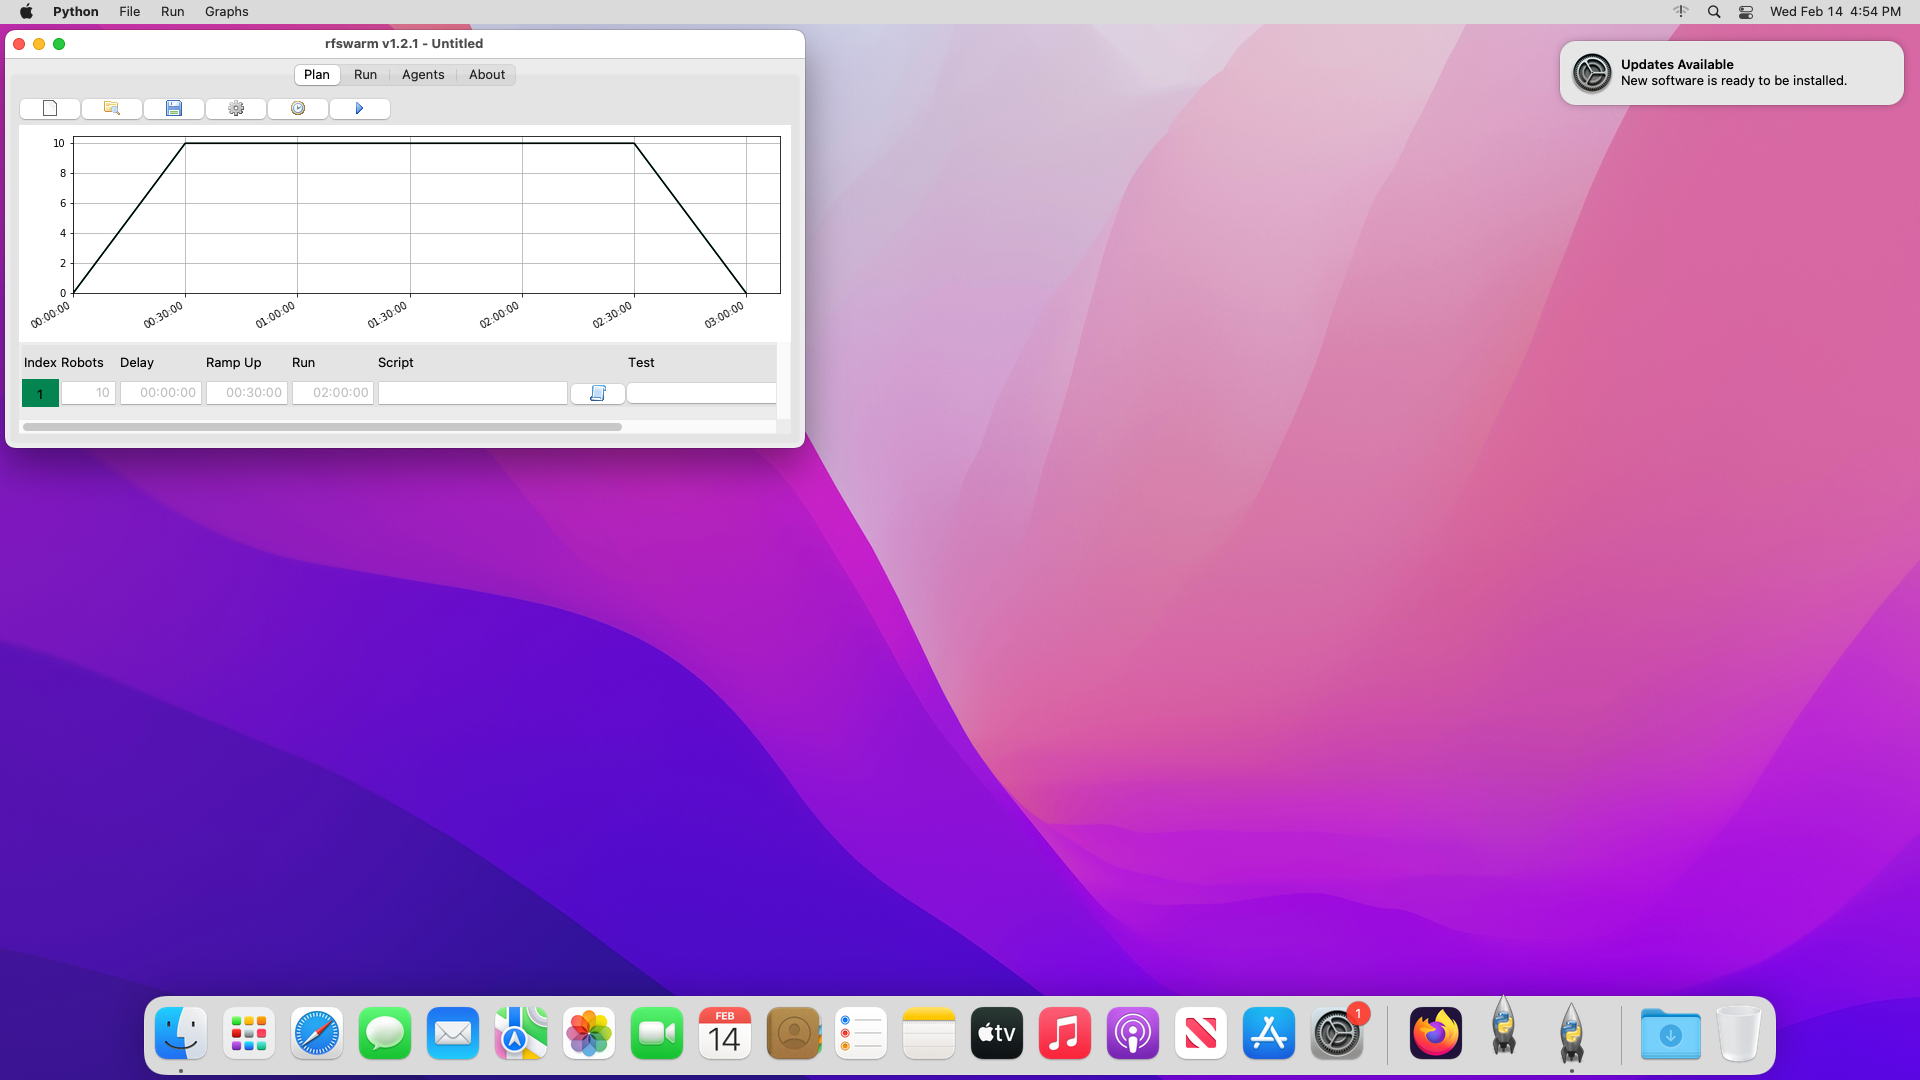 Python File Run Graphs
Wed Feb 14 4:54 PM
rfswarm v1.2.1 - Untitled
Plan Run Agents About
Updates Available
New software is ready to be installed.
10
8
6
4
2
0
00:00:00 00:30:00 01:00:00 01:30:00 02:00:00 02:30:00 03:00:00
Index Robots Delay Ramp Up Run Script Test
1 10 00:00:00 00:30:00 02:00:00
FEB
14
tv
1